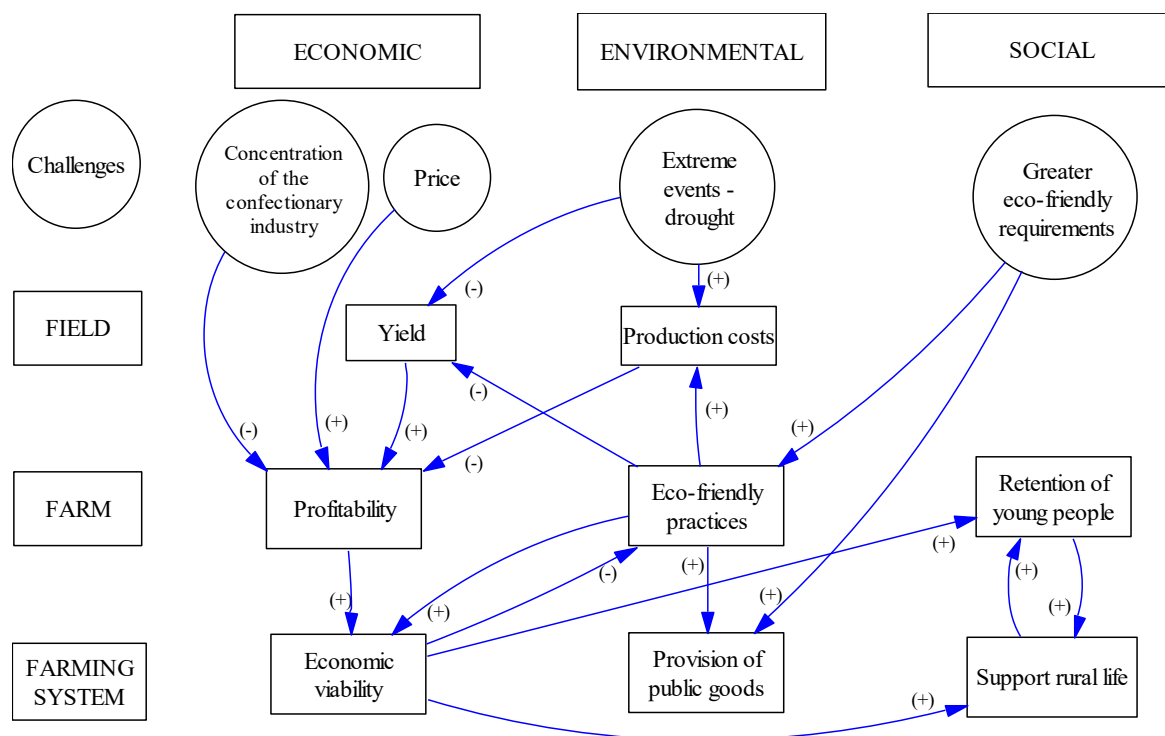 ECONOMIC
ENVIRONMENTAL
SOCIAL
Challenges
Concentration
of the
confectionary
industry
Price
Extreme
events -
drought
Greater
eco-friendly
requirements
(-)
(+)
FIELD
Yield
Production costs
(-)
(+)
(-)
(+)
(+)
(+)
(-)
(+)
FARM
Profitability
Eco-friendly
practices
Retention of
young people
(+)
(-)
(+)
(+)
(+)
(+)
(+)
(+)
FARMING
SYSTEM
Economic
viability
Provision of
public goods
Support rural life
(+)